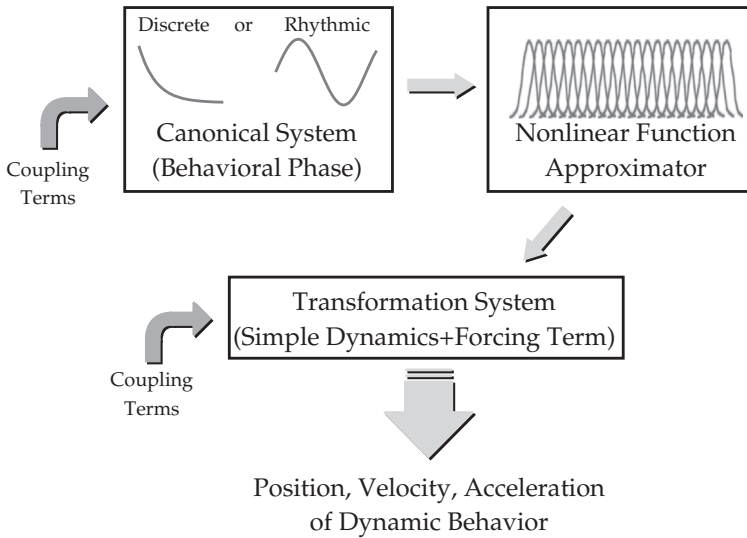 Discrete or Rhythmic
Canonical System
(Behavioral Phase)
Nonlinear Function
Approximator
Coupling
Terms
Transformation System
(Simple Dynamics+Forcing Term)
Coupling
Terms
Position, Velocity, Acceleration
of Dynamic Behavior